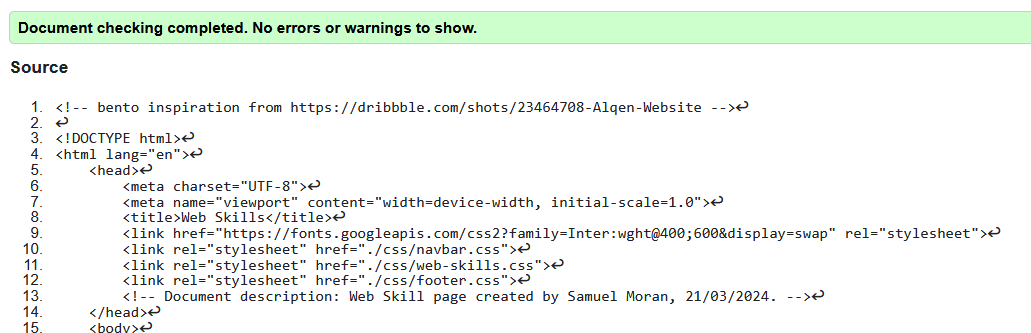 Document checking completed. No errors or warnings to show.
Source
1. <!-- bento inspiration from https://dribbble.com/shots/23464708-Alqen-Website -->↩
2. ↩
3. <!DOCTYPE html>↩
4. <html lang="en">↩
5. <head>↩
6. <meta charset="UTF-8">↩
7. <meta name="viewport" content="width=device-width, initial-scale=1.0">↩
8. <title>Web Skills</title>↩
9. <link href="https://fonts.googleapis.com/css2?family=Inter:wght@400;600&display=swap" rel="stylesheet">↩
10. <link rel="stylesheet" href="./css/navbar.css">↩
11. <link rel="stylesheet" href="./css/web-skills.css">↩
12. <link rel="stylesheet" href="./css/footer.css">↩
13. <!-- Document description: Web Skill page created by Samuel Moran, 21/03/2024. -->↩
14. </head>↩
15. <body>↩